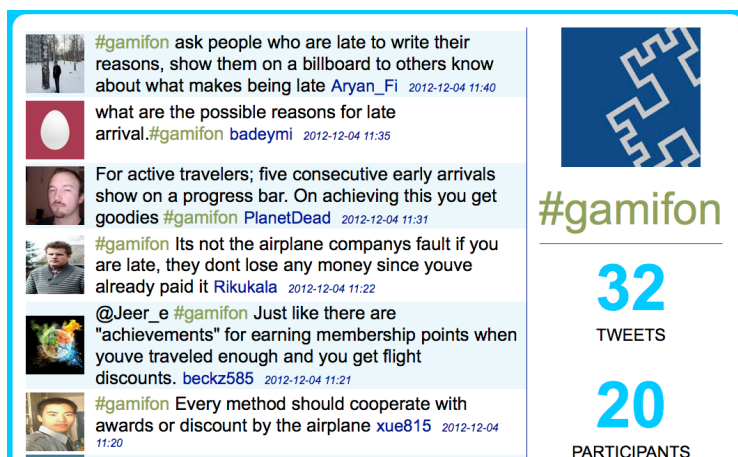 #gamifon ask people who are late to write their
reasons, show them on a billboard to others know
about what makes being late Aryan_Fi 2012-12-04 11:40
what are the possible reasons for late
arrival.#gamifon badeymi 2012-12-04 11:35
For active travelers; five consecutive early arrivals
show on a progress bar. On achieving this you get
goodies #gamifon PlanetDead 2012-12-04 11:31
#gamifon Its not the airplane companys fault if you
are late, they dont lose any money since youve
already paid it Rikukala 2012-12-04 11:22
@Jeer_e #gamifon Just like there are
"achievements" for earning membership points when
youve traveled enough and you get flight
discounts. beckz585 2012-12-04 11:21
#gamifon Every method should cooperate with
awards or discount by the airplane xue815 2012-12-04
11:20
#gamifon
32
TWEETS
20
PARTICIPANTS